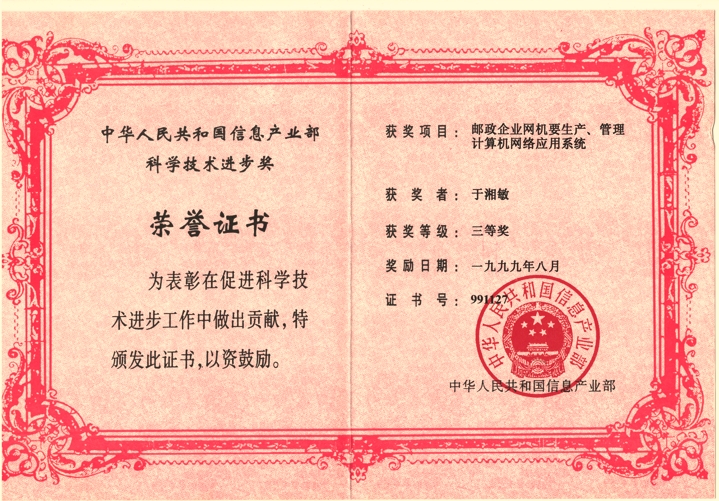 中华人民共和国信息产业部
科学技术进步奖
荣誉证书
为表彰在促进科学技
术进步工作中做出贡献，特
颁发此证书，以资鼓励。
获奖项目：邮政企业网机要生产、管理
计算机网络应用系统
获奖者：于湘敏
获奖等级：三等奖
奖励日期：一九九九年八月
证书号：991127
中华人民共和国信息产业部
中华人民共和国信息产业部